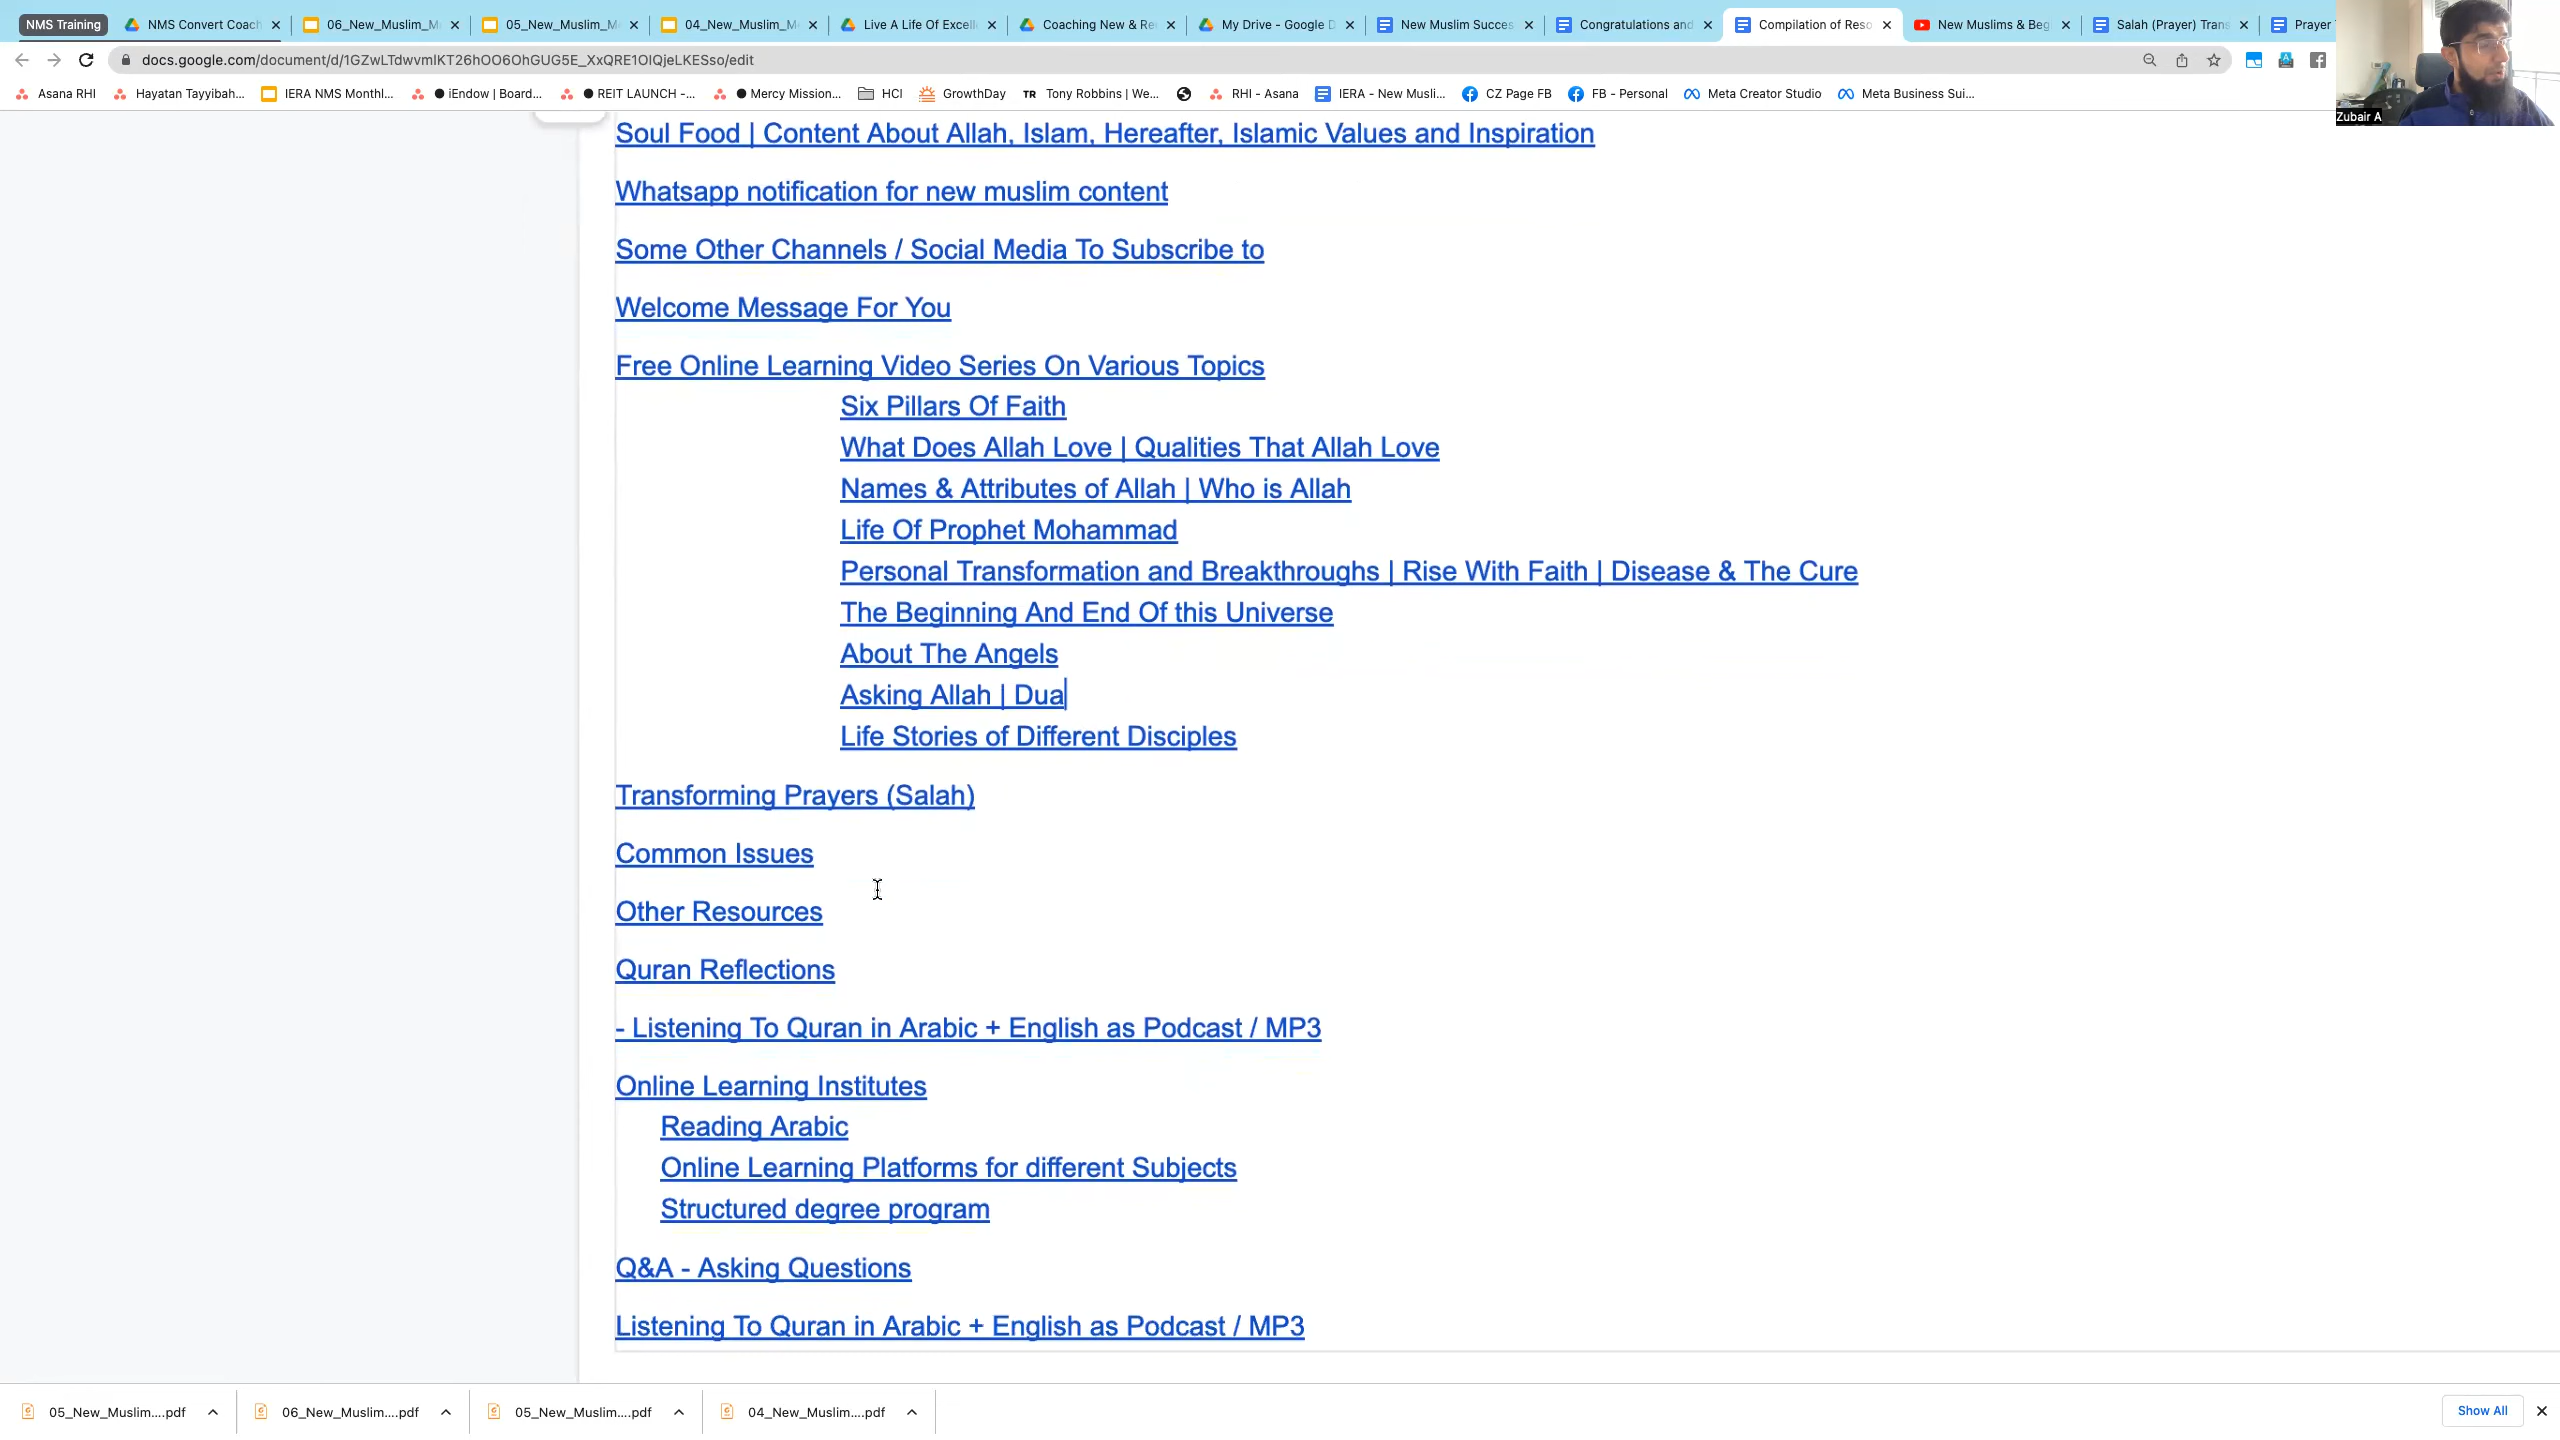 NMS Training
NMS Convert Coach
06_New_Muslim_M
05_New_Muslim_M
04_New_Muslim_M
Live A Life Of Excell
Coaching New & Re
My Drive - Google D
New Muslim Succes
Congratulations and
Compilation of Reso
New Muslims & Beg
Salah (Prayer) Trans
Prayer
docs.google.com/document/d/1GZwLTdwvmIKT26hOO6OhGUG5E_XxQRE1OIQjeLKESso/edit
Asana RHI
Hayatan Tayyibah...
IERA NMS Monthl...
iEndow | Board...
REIT LAUNCH -...
Mercy Mission...
HCI
GrowthDay
TR Tony Robbins | We...
RHI - Asana
IERA - New Musli...
CZ Page FB
FB - Personal
Meta Creator Studio
Meta Business Sui...
Zubair A
Soul Food | Content About Allah, Islam, Hereafter, Islamic Values and Inspiration
Whatsapp notification for new muslim content
Some Other Channels / Social Media To Subscribe to
Welcome Message For You
Free Online Learning Video Series On Various Topics
Six Pillars Of Faith
What Does Allah Love | Qualities That Allah Love
Names & Attributes of Allah | Who is Allah
Life Of Prophet Mohammad
Personal Transformation and Breakthroughs | Rise With Faith | Disease & The Cure
The Beginning And End Of this Universe
About The Angels
Asking Allah | Dua
Life Stories of Different Disciples
Transforming Prayers (Salah)
Common Issues
Other Resources
Quran Reflections
- Listening To Quran in Arabic + English as Podcast / MP3
Online Learning Institutes
Reading Arabic
Online Learning Platforms for different Subjects
Structured degree program
Q&A - Asking Questions
Listening To Quran in Arabic + English as Podcast / MP3
05_New_Muslim....pdf
06_New_Muslim....pdf
05_New_Muslim....pdf
04_New_Muslim....pdf
Show All